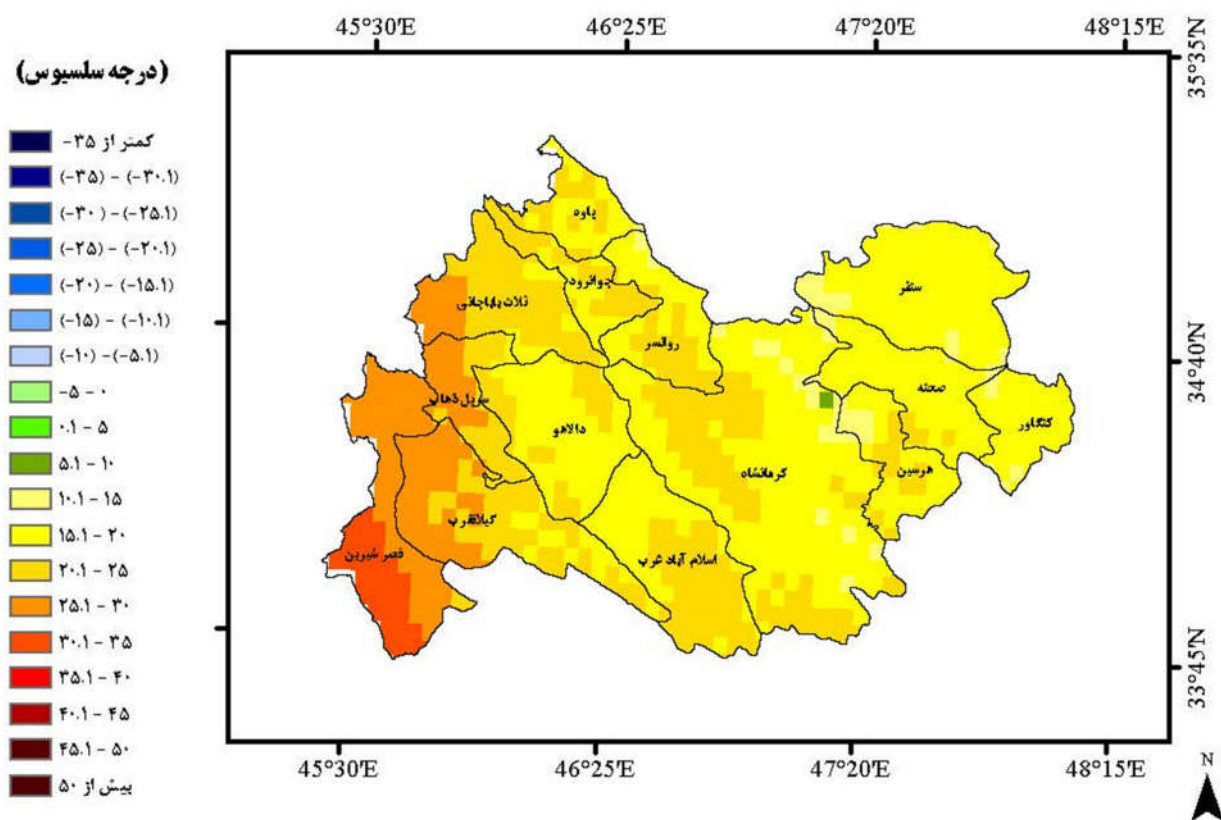 45°30'E 46°25'E 47°20'E 48°15'E
35°35'N
(درجه سلسیوس)
کمتر از ۳۵-
(-۳۵) - (-۳۰.۱)
(-۳۰) - (-۲۵.۱)
(-۲۵) - (-۲۰.۱)
(-۲۰) - (-۱۵.۱)
(-۱۵) - (-۱۰.۱)
(-۱۰) - (-۵.۱)
-۵ - ۰
۰.۱ - ۵
۵.۱ - ۱۰
۱۰.۱ - ۱۵
۱۵.۱ - ۲۰
۲۰.۱ - ۲۵
۲۵.۱ - ۳۰
۳۰.۱ - ۳۵
۳۵.۱ - ۴۰
۴۰.۱ - ۴۵
۴۵.۱ - ۵۰
بیش از ۵۰
پاوه
جوانرود
سنقر
ثلاث باباجانی
روانسر
34°40'N
صحنه
سرپل ذهاب
دالاهو
کنگاور
کرمانشاه
هرسین
گیلانغرب
قصر شیرین
اسلام آباد غرب
33°45'N
45°30'E 46°25'E 47°20'E 48°15'E
N